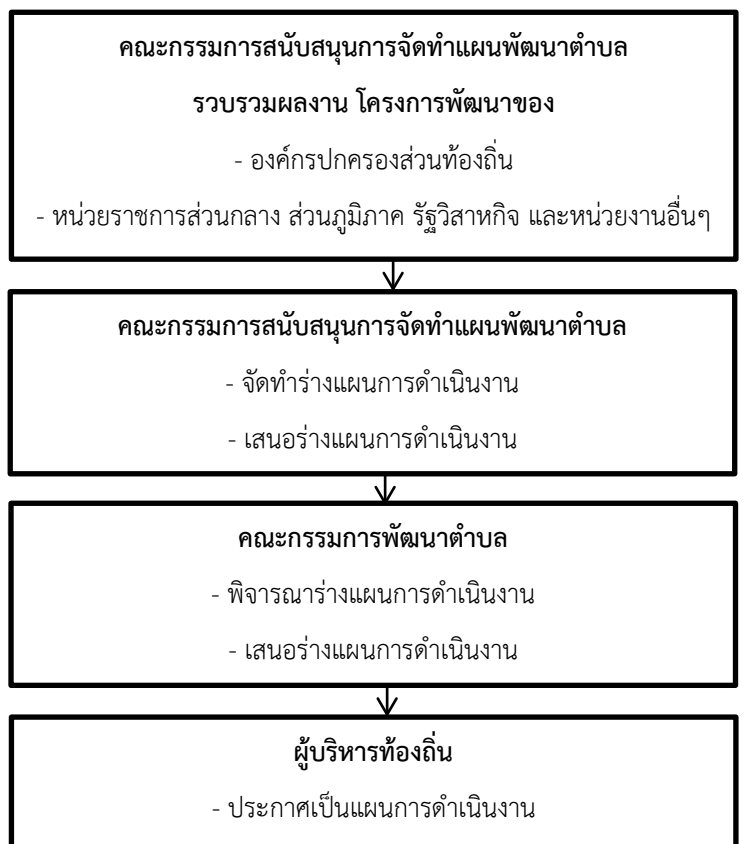 คณะกรรมการสนับสนุนการจัดทำแผนพัฒนาตำบล
รวบรวมผลงาน โครงการพัฒนาของ
- องค์กรปกครองส่วนท้องถิ่น
- หน่วยราชการส่วนกลาง ส่วนภูมิภาค รัฐวิสาหกิจ และหน่วยงานอื่นๆ
คณะกรรมการสนับสนุนการจัดทำแผนพัฒนาตำบล
- จัดทำร่างแผนการดำเนินงาน
- เสนอร่างแผนการดำเนินงาน
คณะกรรมการพัฒนาตำบล
- พิจารณาร่างแผนการดำเนินงาน
- เสนอร่างแผนการดำเนินงาน
ผู้บริหารท้องถิ่น
- ประกาศเป็นแผนการดำเนินงาน